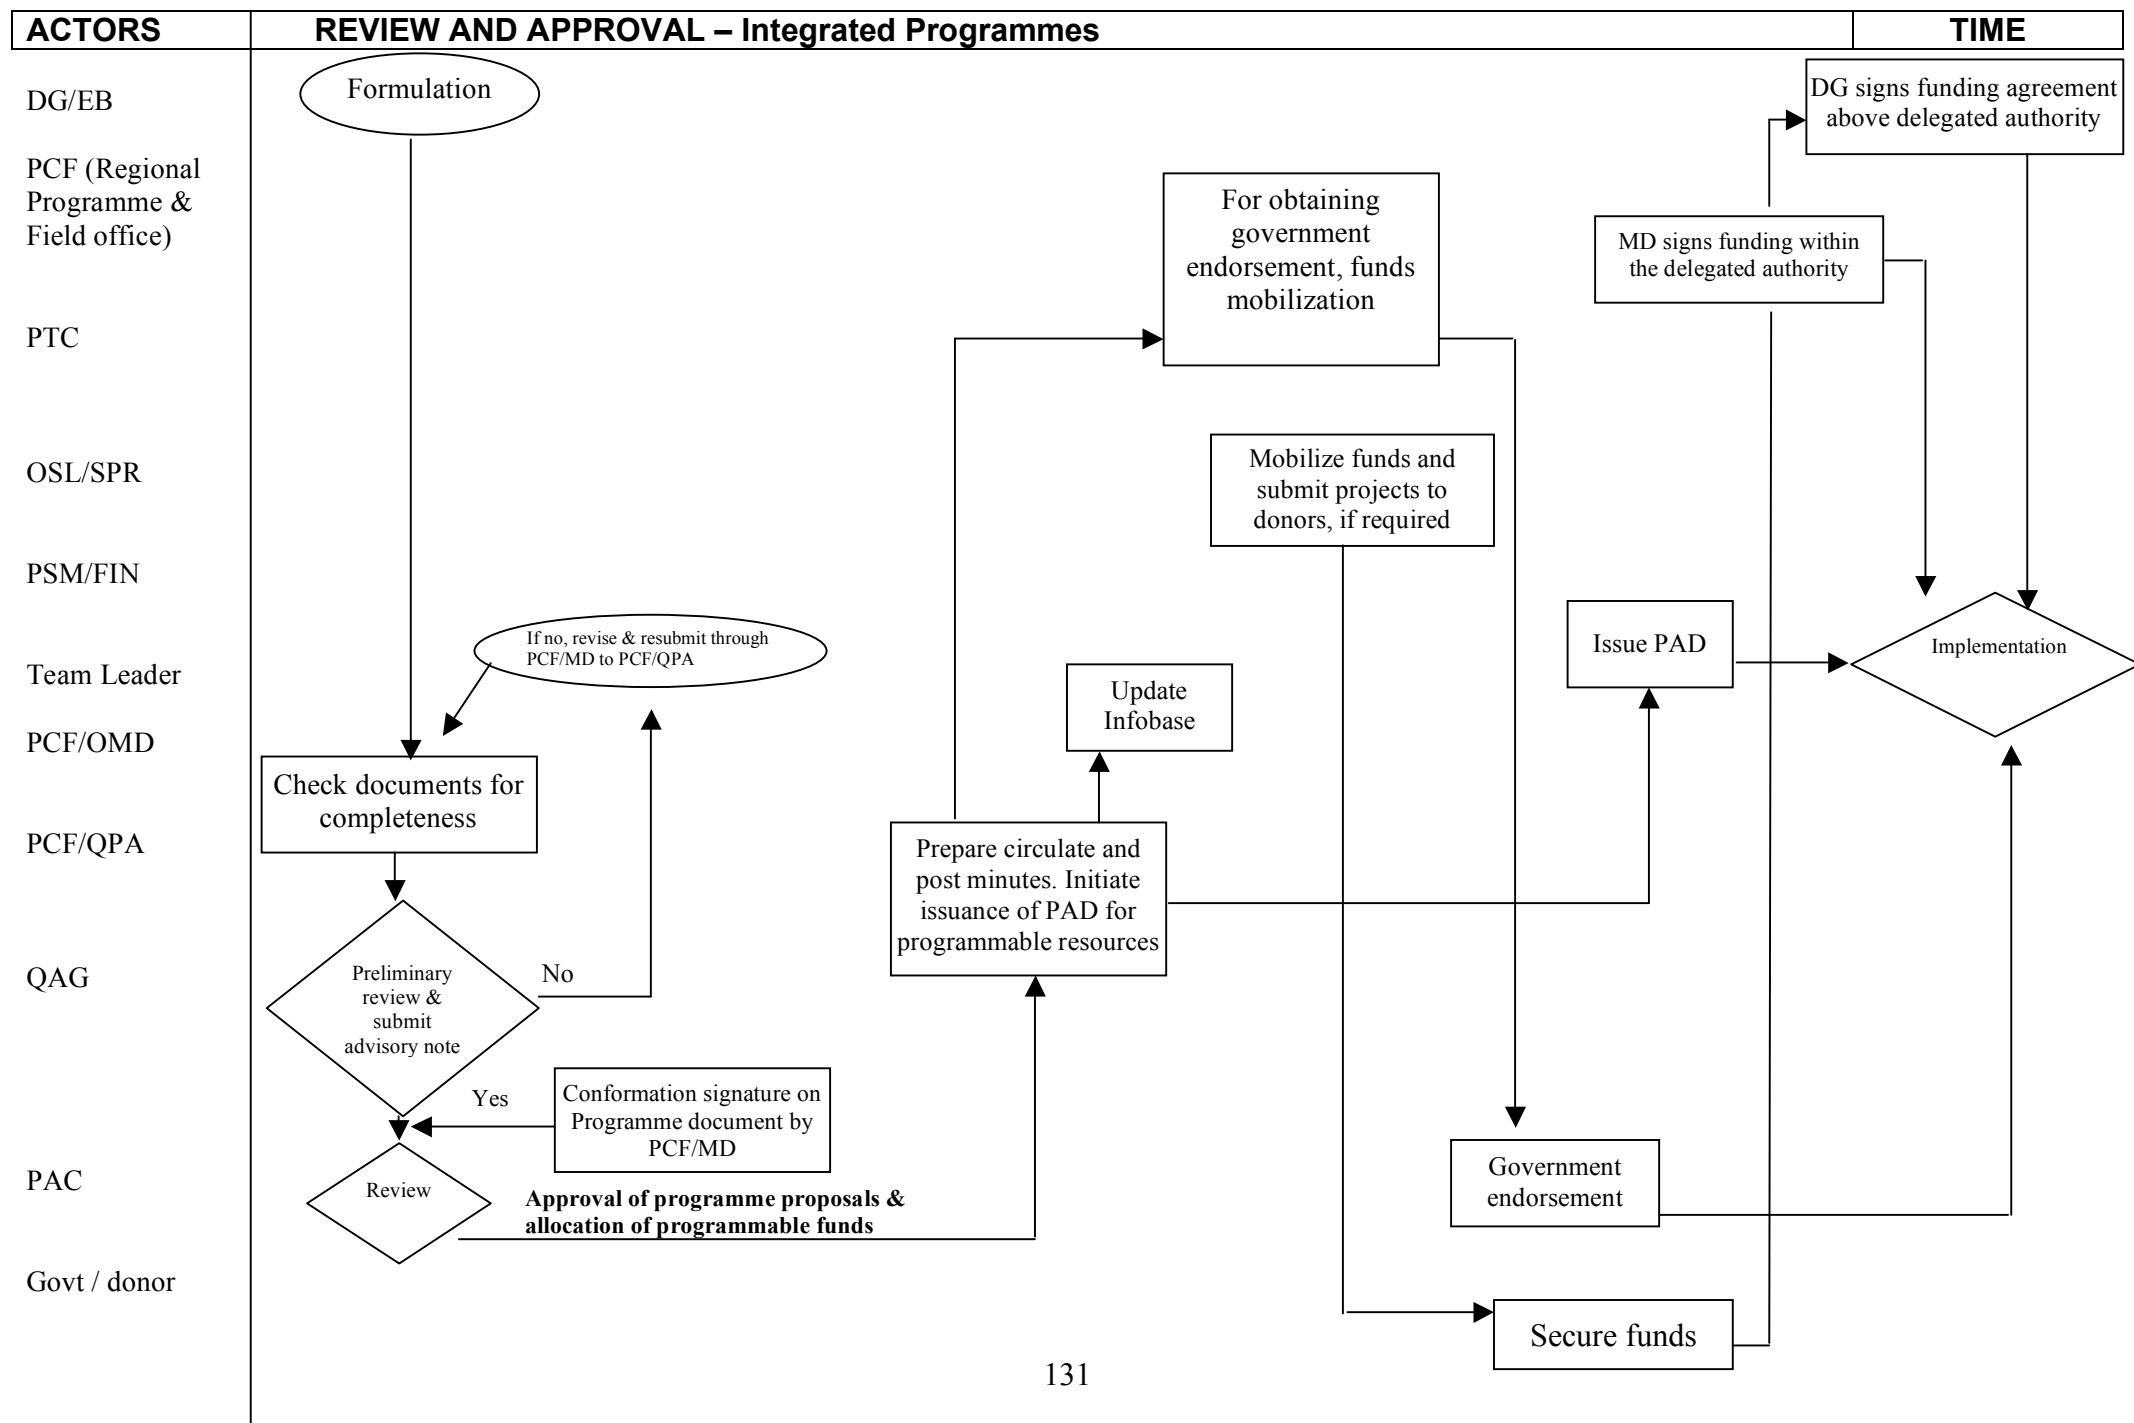 ACTORS
REVIEW AND APPROVAL – Integrated Programmes
TIME
DG/EB
PCF (Regional
Programme &
Field office)
PTC
OSL/SPR
PSM/FIN
Team Leader
PCF/OMD
PCF/QPA
QAG
PAC
Govt / donor
Formulation
If no, revise & resubmit through
PCF/MD to PCF/QPA
Check documents for
completeness
Preliminary
review &
submit
advisory note
No
Yes
Conformation signature on
Programme document by
PCF/MD
Review
Approval of programme proposals &
allocation of programmable funds
Prepare circulate and
post minutes. Initiate
issuance of PAD for
programmable resources
Update
Infobase
For obtaining
government
endorsement, funds
mobilization
Mobilize funds and
submit projects to
donors, if required
Government
endorsement
Secure funds
Issue PAD
MD signs funding within
the delegated authority
DG signs funding agreement
above delegated authority
Implementation
131